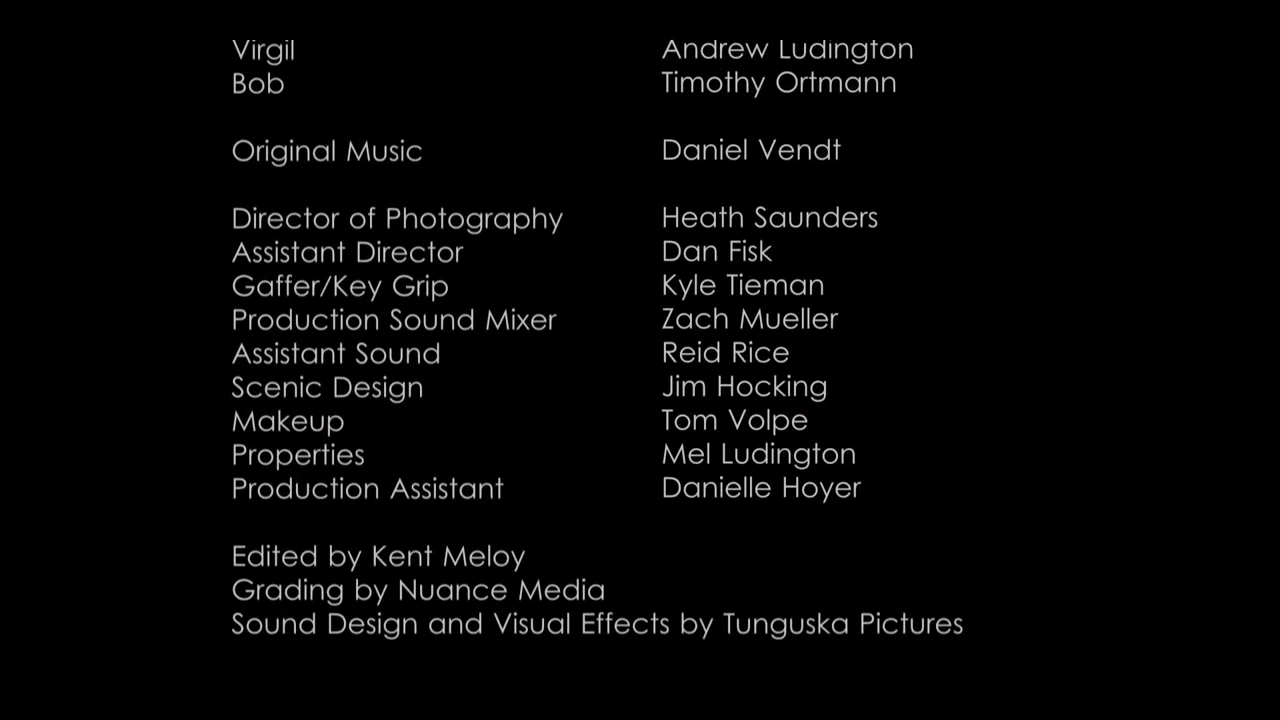 Virgil Andrew Ludington
Bob Timothy Ortmann
Original Music Daniel Vendt
Director of Photography Heath Saunders
Assistant Director Dan Fisk
Gaffer/Key Grip Kyle Tieman
Production Sound Mixer Zach Mueller
Assistant Sound Reid Rice
Scenic Design Jim Hocking
Makeup Tom Volpe
Properties Mel Ludington
Production Assistant Danielle Hoyer
Edited by Kent Meloy
Grading by Nuance Media
Sound Design and Visual Effects by Tunguska Pictures